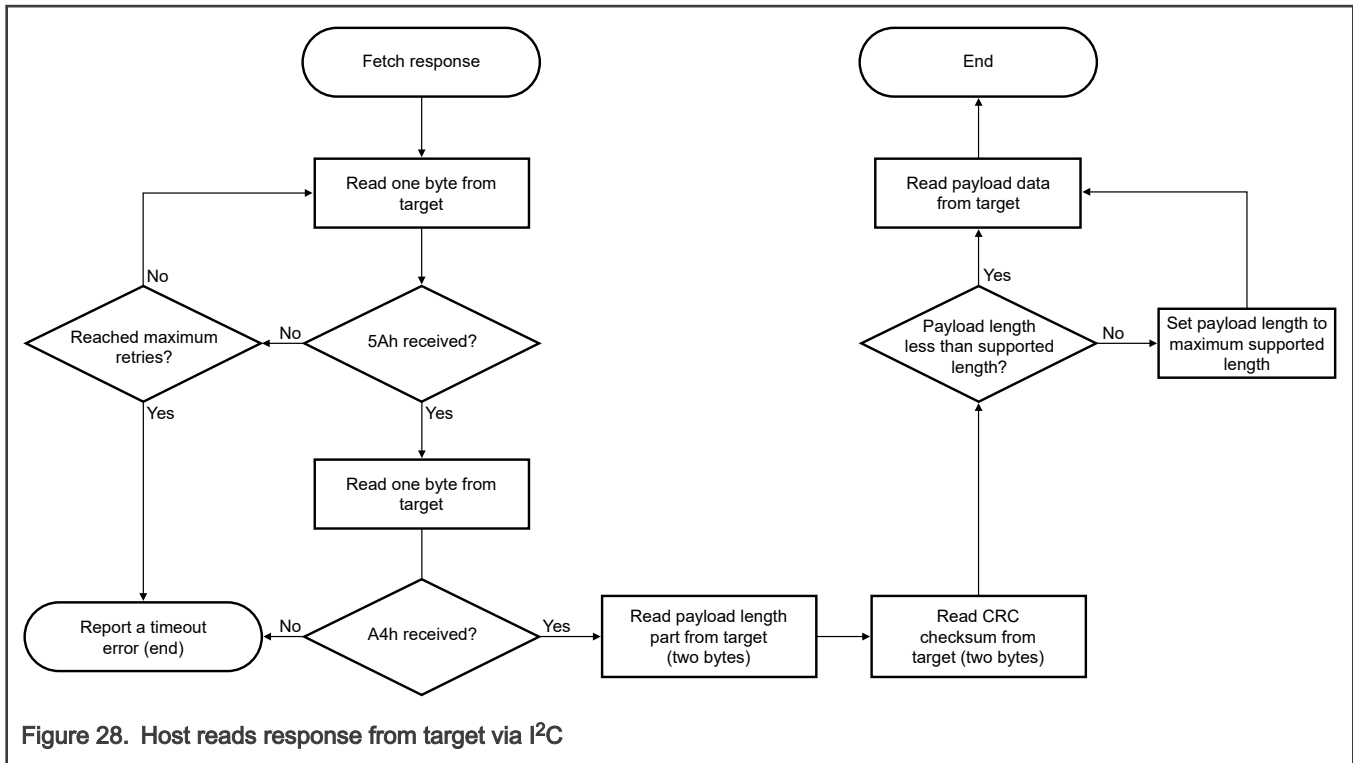 Fetch response
Read one byte from
target
No
Reached maximum
retries?
No
5Ah received?
Yes
Yes
Read one byte from
target
Report a timeout
error (end)
No
A4h received?
Yes
Read payload length
part from target
(two bytes)
Read CRC
checksum from
target (two bytes)
Payload length
less than supported
length?
No
Set payload length to
maximum supported
length
Yes
Read payload data
from target
End
Figure 28. Host reads response from target via I²C